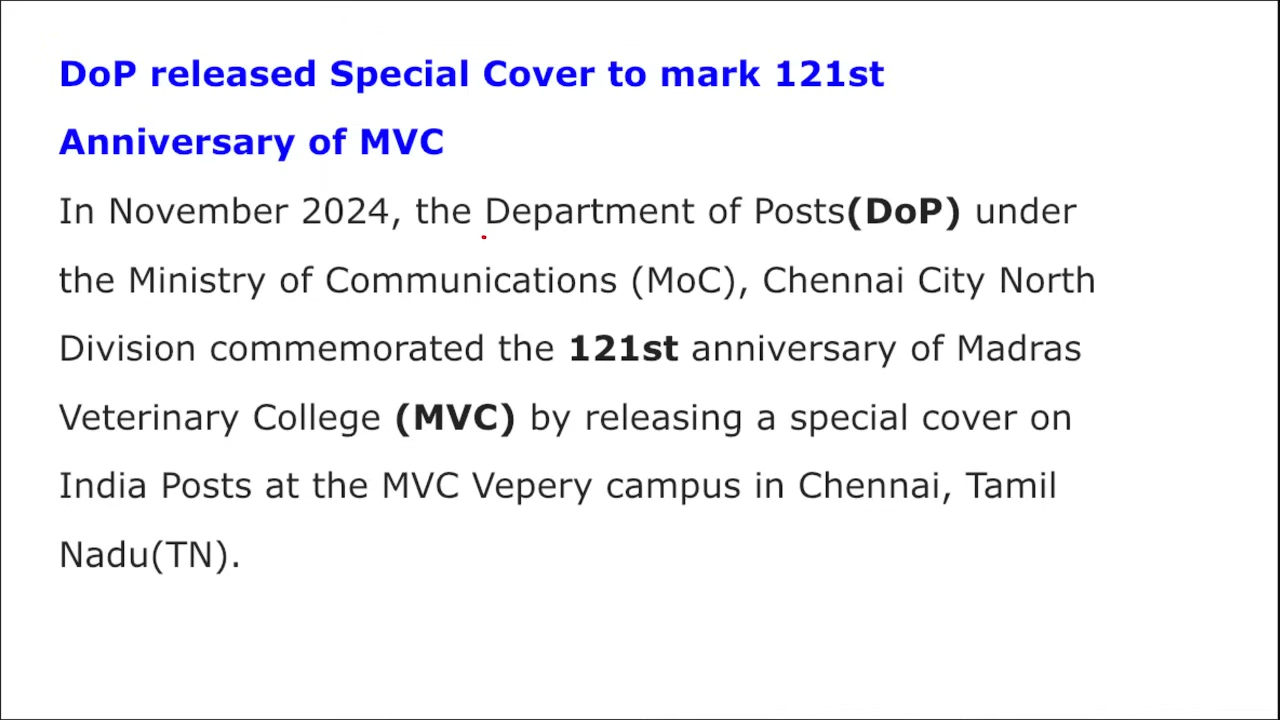 DoP released Special Cover to mark 121st
Anniversary of MVC
In November 2024, the Department of Posts(DoP) under
the Ministry of Communications (MoC), Chennai City North
Division commemorated the 121st anniversary of Madras
Veterinary College (MVC) by releasing a special cover on
India Posts at the MVC Vepery campus in Chennai, Tamil
Nadu(TN).